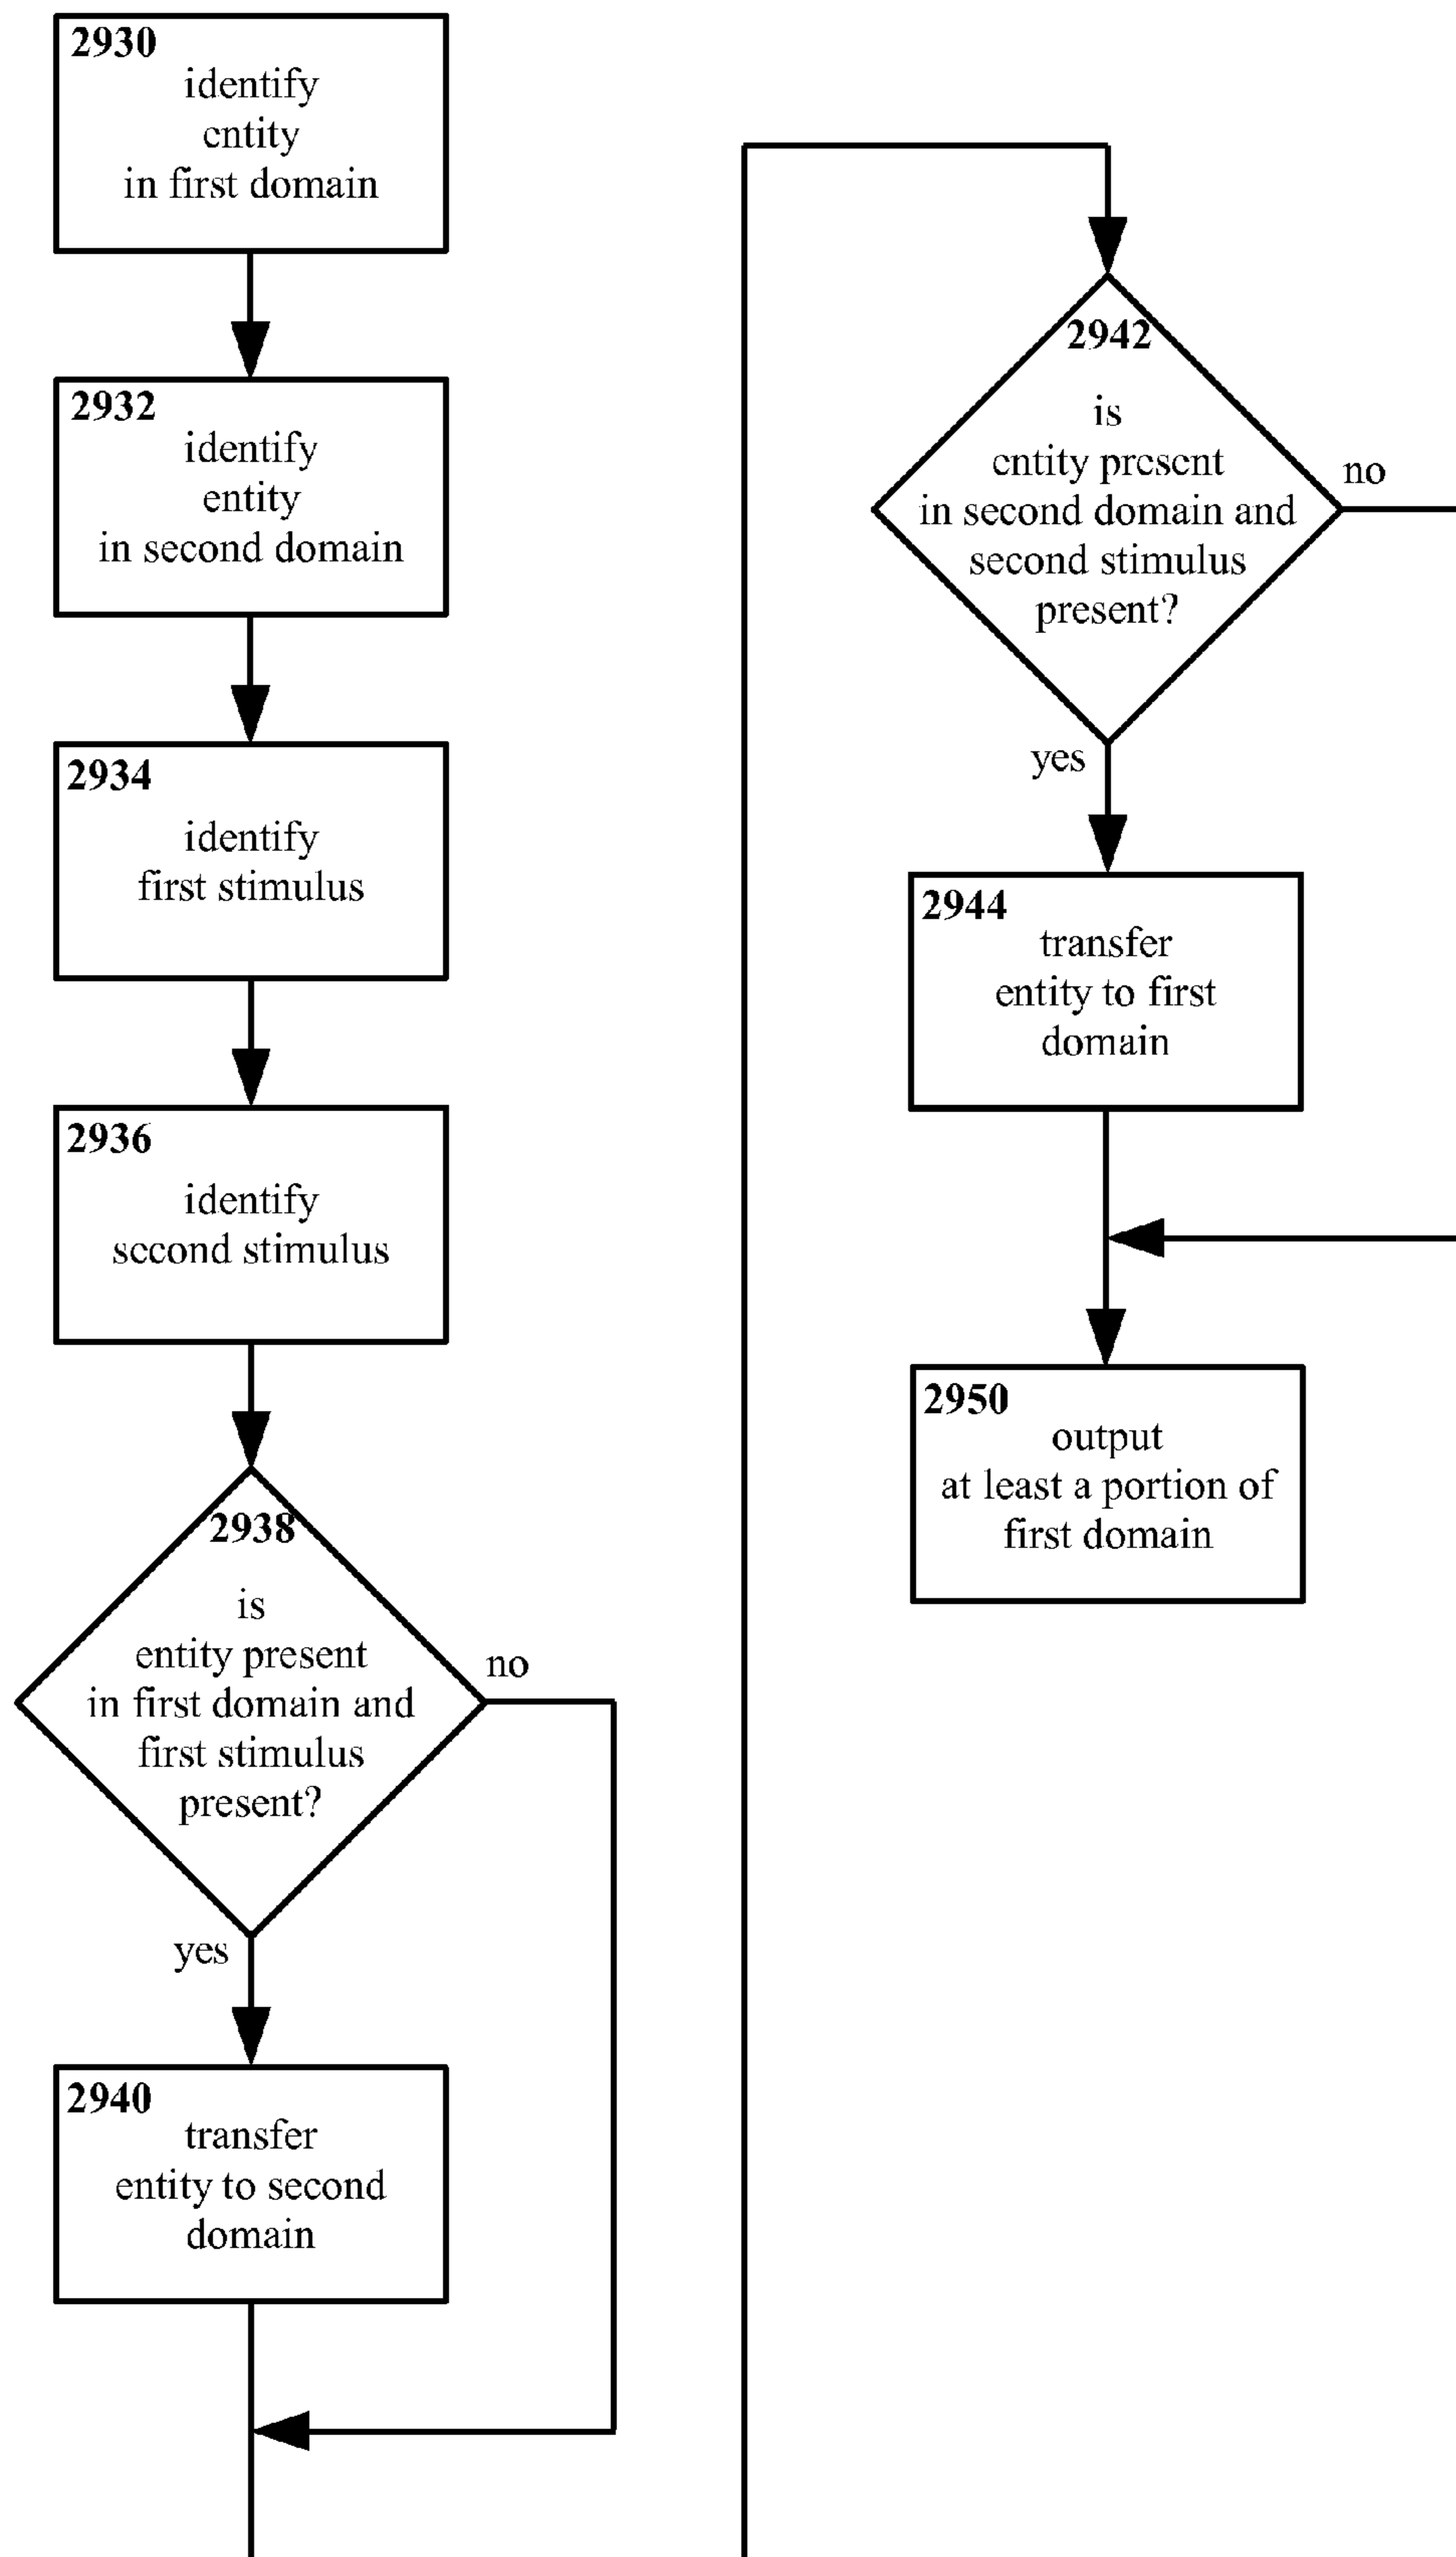 2930
identify
entity
in first domain
2932
identify
entity
in second domain
2934
identify
first stimulus
2936
identify
second stimulus
2938
is
entity present
in first domain and
first stimulus
present?
no
yes
2940
transfer
entity to second
domain
2942
is
entity present
in second domain and
second stimulus
present?
no
yes
2944
transfer
entity to first
domain
2950
output
at least a portion of
first domain